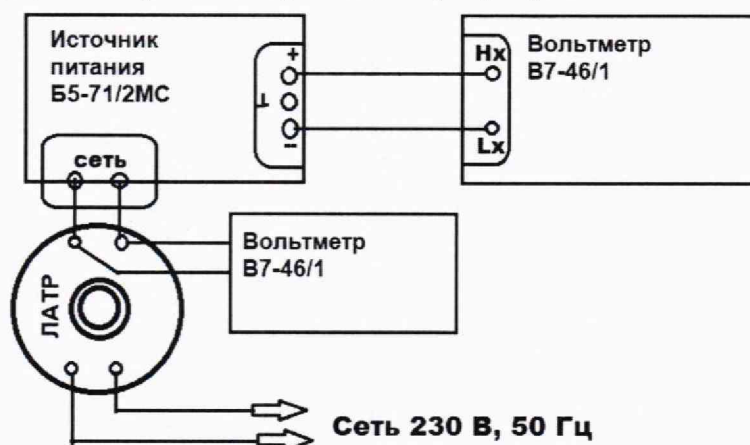 Источник
питания
Б5-71/2МС
+
⊥
--
Hx
Lx
Вольтметр
В7-46/1
сеть
Вольтметр
В7-46/1
ЛАТР
Сеть 230 В, 50 Гц